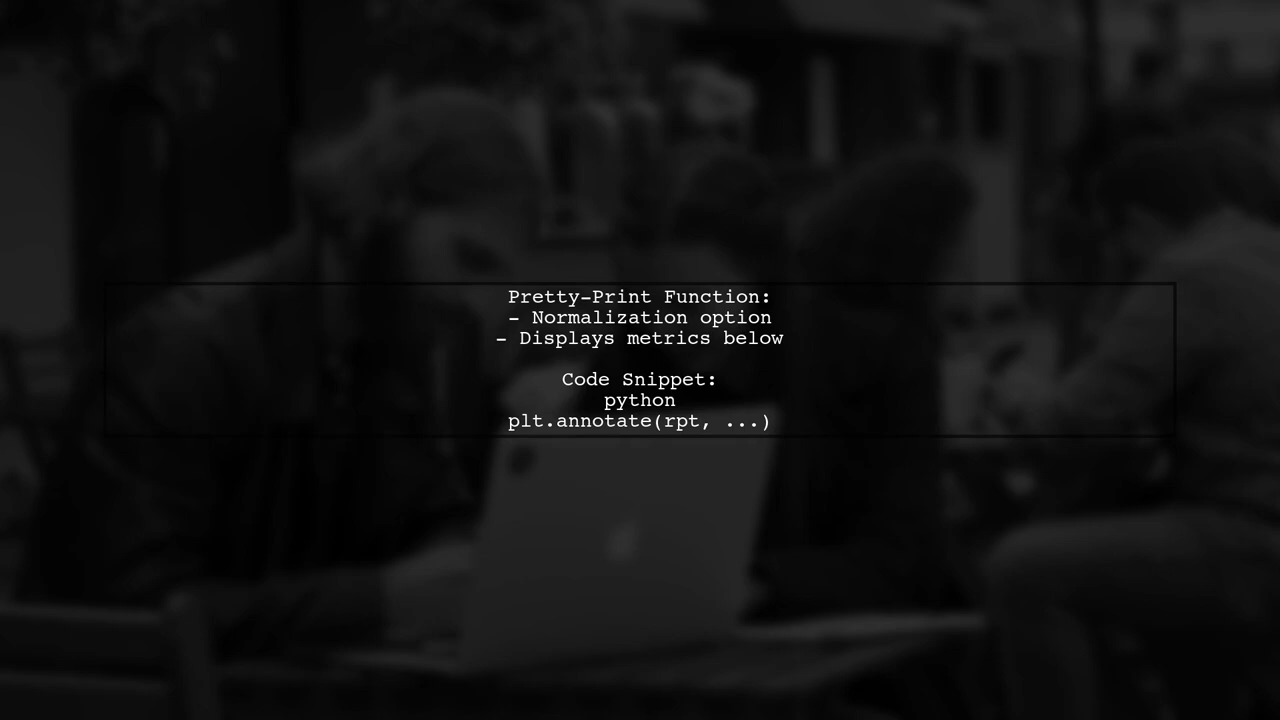 Pretty-Print Function:
- Normalization option
- Displays metrics below
Code Snippet:
python
plt.annotate(rpt, ...)